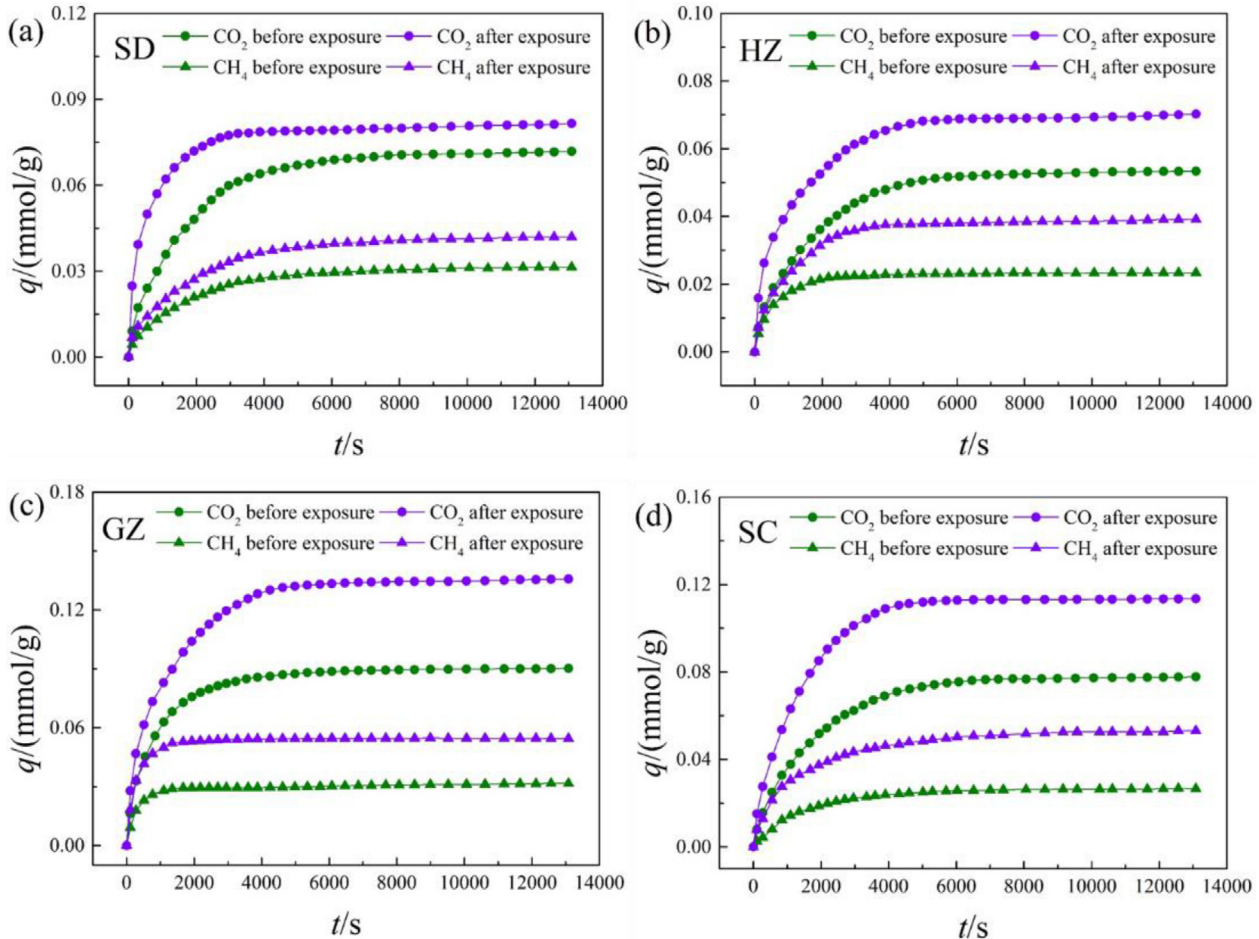 (a)
SD
CO₂ before exposure
CO₂ after exposure
CH₄ before exposure
CH₄ after exposure
q/(mmol/g)
0.12
0.09
0.06
0.03
0.00
0 2000 4000 6000 8000 10000 12000 14000
t/s
(b)
HZ
CO₂ before exposure
CO₂ after exposure
CH₄ before exposure
CH₄ after exposure
q/(mmol/g)
0.10
0.08
0.06
0.04
0.02
0.00
0 2000 4000 6000 8000 10000 12000 14000
t/s
(c)
GZ
CO₂ before exposure
CO₂ after exposure
CH₄ before exposure
CH₄ after exposure
q/(mmol/g)
0.18
0.12
0.06
0.00
0 2000 4000 6000 8000 10000 12000 14000
t/s
(d)
SC
CO₂ before exposure
CO₂ after exposure
CH₄ before exposure
CH₄ after exposure
q/(mmol/g)
0.16
0.12
0.08
0.04
0.00
0 2000 4000 6000 8000 10000 12000 14000
t/s